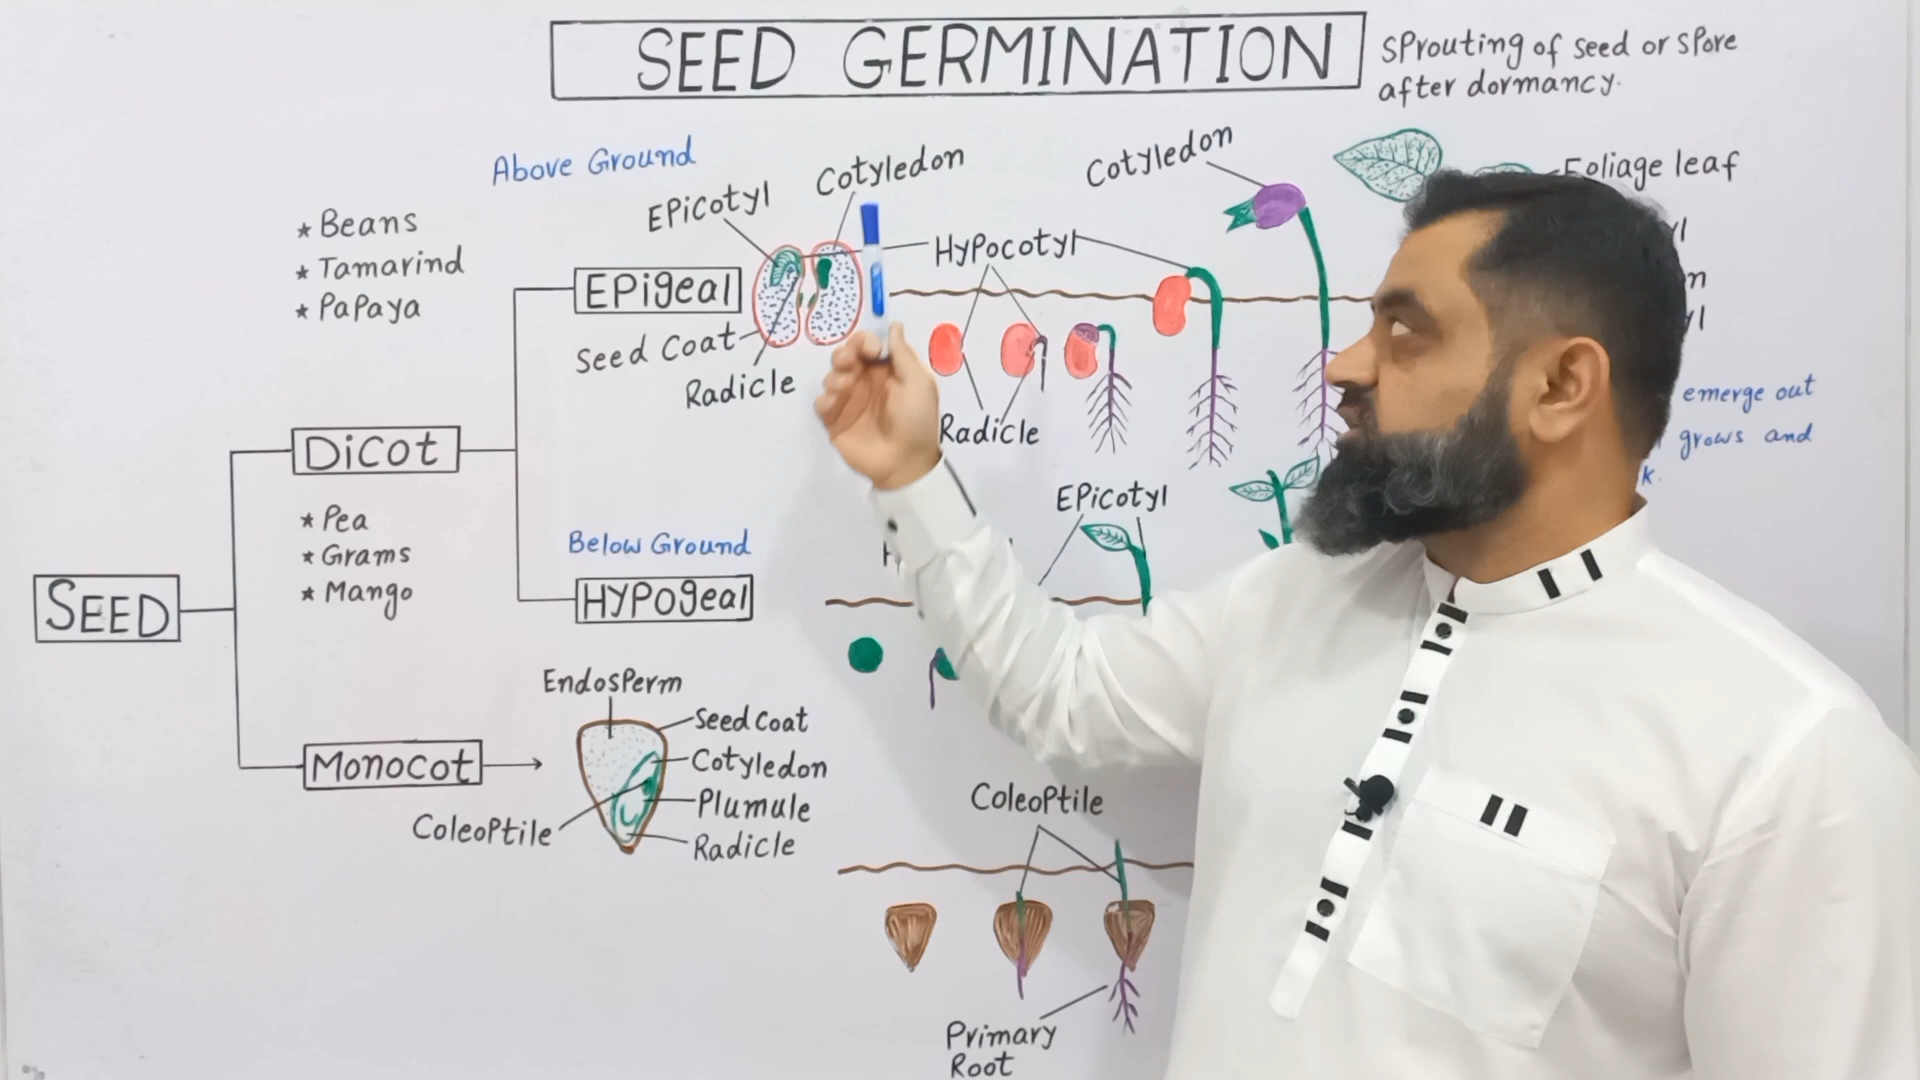 SEED GERMINATION
Sprouting of seed or spore
after dormancy.
Above Ground
Epicotyl
Cotyledon
Cotyledon
Foliage leaf
* Beans
* Tamarind
* Papaya
Epigeal
Hypocotyl
Seed Coat
Radicle
Radicle
emerge out
grows and
Dicot
* Pea
* Grams
* Mango
Below Ground
Hypogeal
Epicotyl
SEED
Endosperm
Seed Coat
Cotyledon
Plumule
Radicle
Coleoptile
Monocot
Coleoptile
Primary
Root